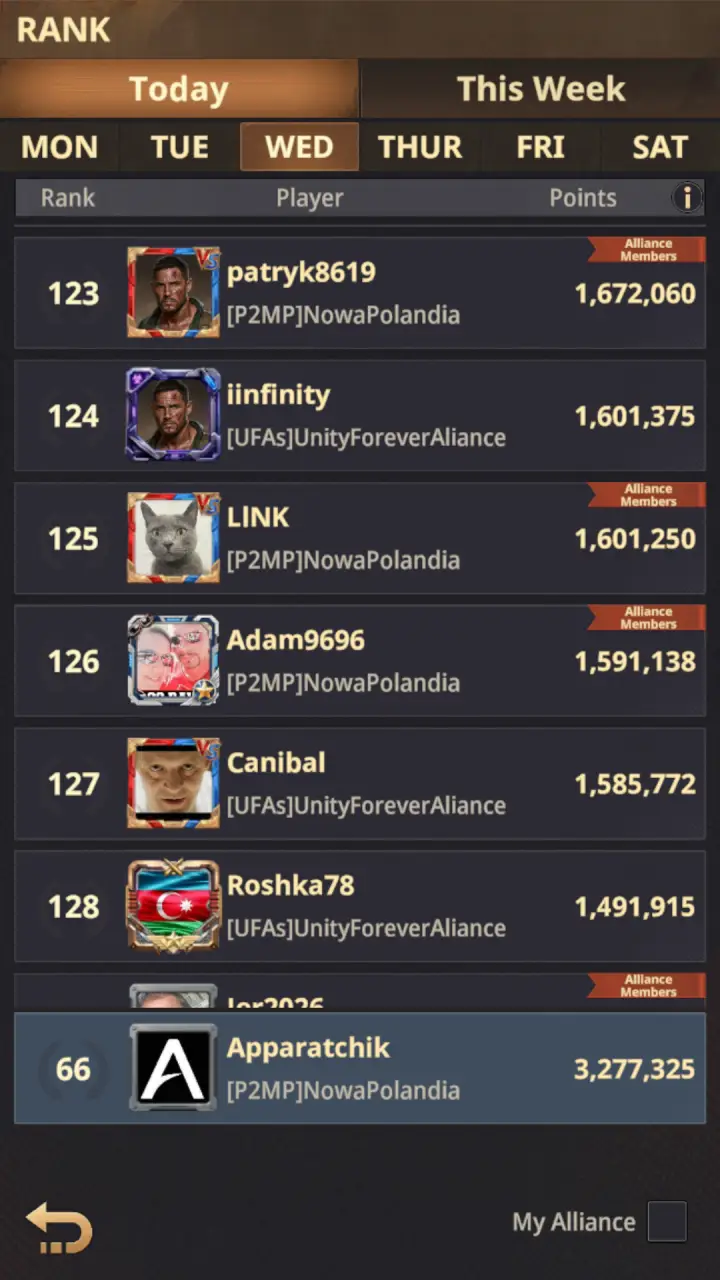 RANK
Today
This Week
MON
TUE
WED
THUR
FRI
SAT
Rank
Player
Points
Alliance
Members
123
patryk8619
[P2MP]NowaPolandia
1,672,060
124
iinfinity
[UFAs]UnityForeverAlliance
1,601,375
Alliance
Members
125
LINK
[P2MP]NowaPolandia
1,601,250
Alliance
Members
126
Adam9696
[P2MP]NowaPolandia
1,591,138
127
Canibal
[UFAs]UnityForeverAlliance
1,585,772
128
Roshka78
[UFAs]UnityForeverAlliance
1,491,915
Alliance
Members
66
Apparatchik
[P2MP]NowaPolandia
3,277,325
My Alliance